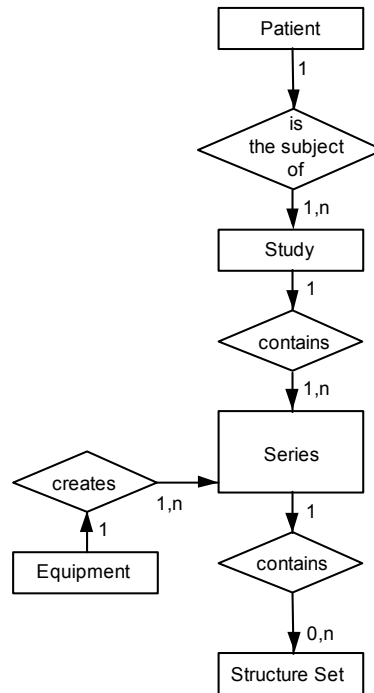 Patient
1
is
the subject
of
1,n
Study
1
contains
1,n
Series
creates
1,n
1
1
Equipment
contains
0,n
Structure Set